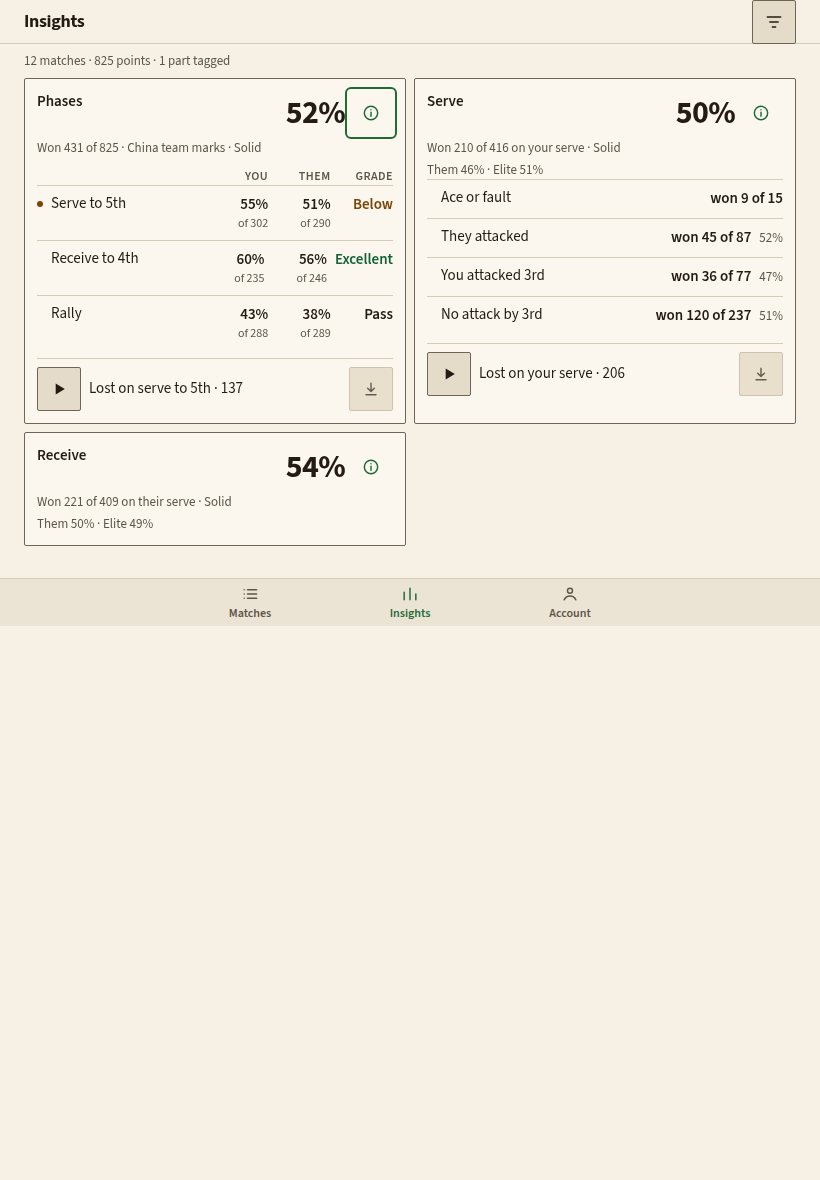 Insights
12 matches · 825 points · 1 part tagged
Phases
52%
Won 431 of 825 · China team marks · Solid
YOU THEM GRADE
Serve to 5th 55% 51% Below
of 302 of 290
Receive to 4th 60% 56% Excellent
of 235 of 246
Rally 43% 38% Pass
of 288 of 289
Lost on serve to 5th · 137
Serve
50%
Won 210 of 416 on your serve · Solid
Them 46% · Elite 51%
Ace or fault won 9 of 15
They attacked won 45 of 87 52%
You attacked 3rd won 36 of 77 47%
No attack by 3rd won 120 of 237 51%
Lost on your serve · 206
Receive
54%
Won 221 of 409 on their serve · Solid
Them 50% · Elite 49%
Matches Insights Account